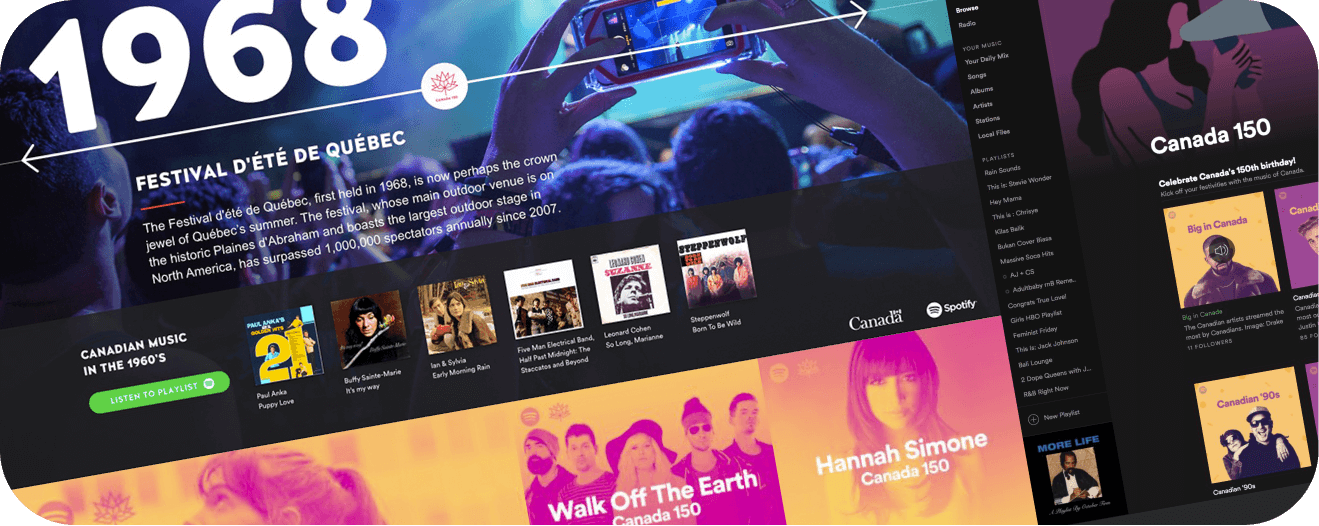 1968
CANADA 150
FESTIVAL D'ÉTÉ DE QUÉBEC
The Festival d'été de Québec, first held in 1968, is now perhaps the crown
jewel of Québec's summer. The festival, whose main outdoor venue is on
the historic Plaines d'Abraham and boasts the largest outdoor stage in
North America, has surpassed 1,000,000 spectators annually since 2007.
CANADIAN MUSIC
IN THE 1960'S
LISTEN TO PLAYLIST
PAUL ANKA'S
GOLDEN HITS
21
Paul Anka
Puppy Love
Buffy Sainte-Marie
It's my way
Ian & Sylvia
Early Morning Rain
Five Man Electrical Band,
Half Past Midnight: The
Staccatos and Beyond
LEONARD COHEN
SUZANNE
Leonard Cohen
So Long, Marianne
STEPPENWOLF
Steppenwolf
Born To Be Wild
Canada
Spotify
Walk Off The Earth
Canada 150
Hannah Simone
Canada 150
Browse
Radio
YOUR MUSIC
Your Daily Mix
Songs
Albums
Artists
Stations
Local Files
PLAYLISTS
Rain Sounds
This is: Stevie Wonder
Hey Mama
This is : Chrisye
Kilas Balik
Bukan Cover Biasa
Massive Soca Hits
AJ + CS
Adultbaby mB Reme...
Congrats True Love!
Girls HBO Playlist
Feminist Friday
This Is: Jack Johnson
Bali Lounge
2 Dope Queens with J...
R&B Right Now
New Playlist
MORE LIFE
A Playlist By October Firm
Canada 150
Celebrate Canada's 150th birthday!
Kick off your festivities with the music of Canada.
Big in Canada
Big in Canada
The Canadian artists streamed the
most by Canadians. Image: Drake
11 FOLLOWERS
Canadian '90s
Canadian '90s